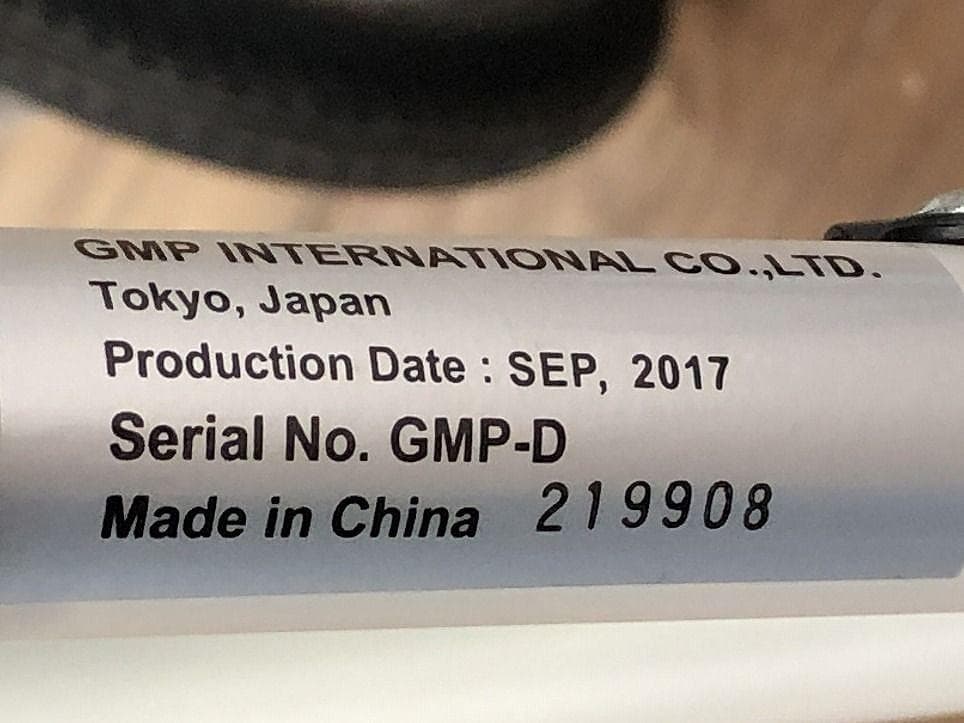 GMP INTERNATIONAL CO.,LTD.
Tokyo, Japan
Production Date : SEP, 2017
Serial No. GMP-D
Made in China 219908